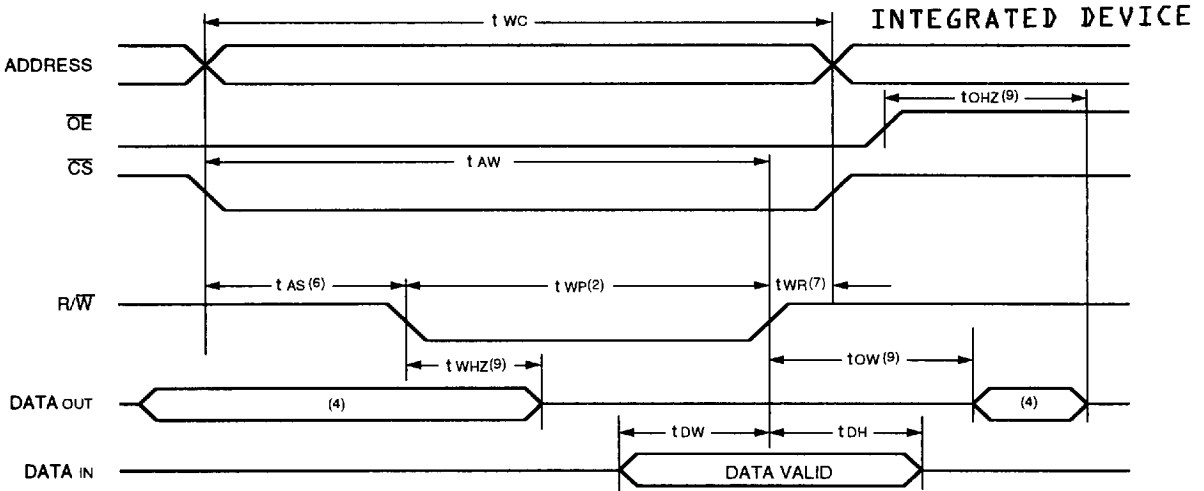 t WC
INTEGRATED DEVICE
ADDRESS
tOHZ(9)
OE
t AW
CS
t AS(6)
t WP(2)
tWR(7)
R/W
t WHZ(9)
tOW(9)
DATA OUT
(4)
(4)
t DW
t DH
DATA IN
DATA VALID